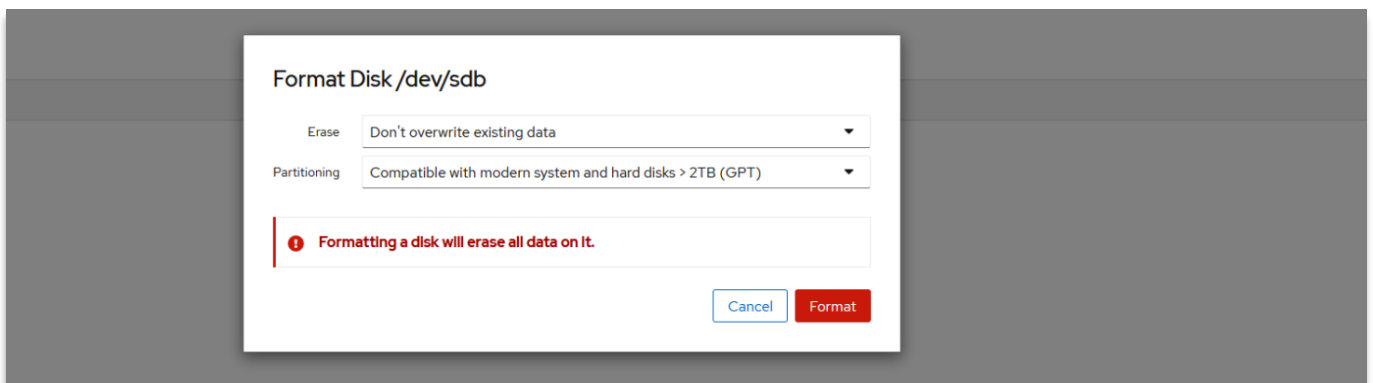 Format Disk /dev/sdb
Erase Don't overwrite existing data
Partitioning Compatible with modern system and hard disks > 2TB (GPT)
Formatting a disk will erase all data on it.
Cancel Format